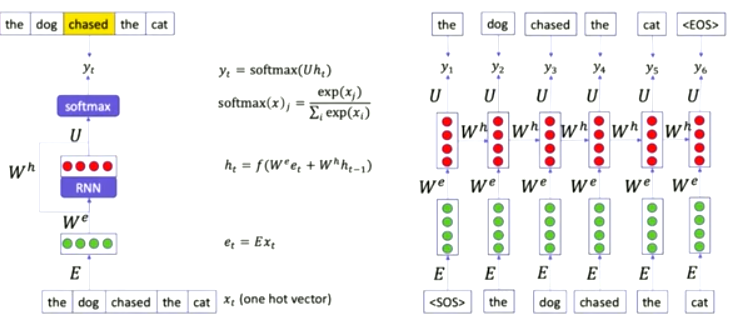 the dog chased the cat
y_t
softmax
U
W^h
RNN
W^e
E
the dog chased the cat
y_t = softmax(Uh_t)
softmax(x)_j = exp(x_j) / ∑_i exp(x_i)
h_t = f(W^e e_t + W^h h_{t-1})
e_t = Ex_t
x_t (one hot vector)
the dog chased the cat <EOS>
y_1 y_2 y_3 y_4 y_5 y_6
U U U U U U
W^h W^h W^h W^h W^h
W^e W^e W^e W^e W^e W^e
E E E E E E
<SOS> the dog chased the cat